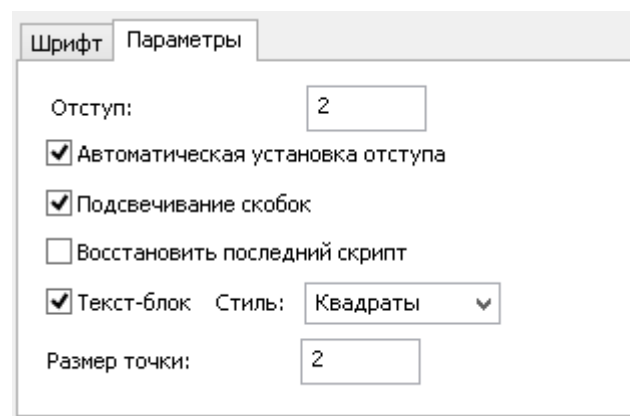 Шрифт Параметры
Отступ: 2
Автоматическая установка отступа
Подсвечивание скобок
Восстановить последний скрипт
Текст-блок Стиль: Квадраты
Размер точки: 2